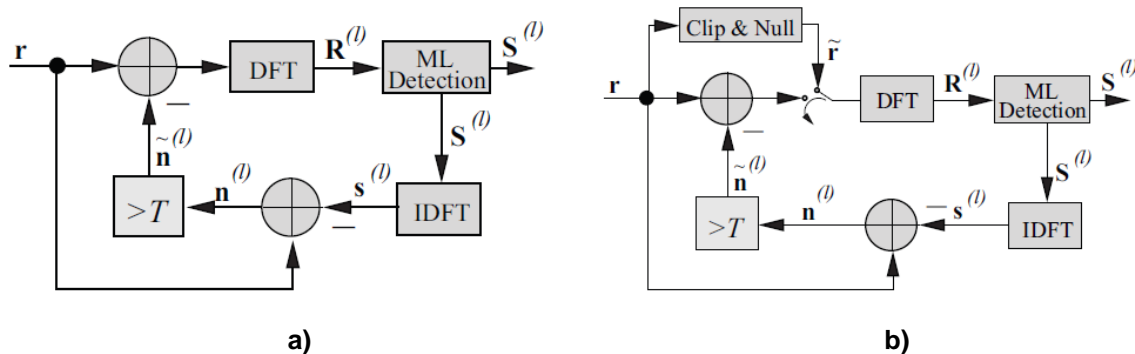 r
DFT
R^(l)
ML
Detection
S^(l)
S^(l)
−
ñ^(l)
>T
n^(l)
s^(l)
−
IDFT
a)
Clip & Null
r̃
r
−
DFT
R^(l)
ML
Detection
S^(l)
S^(l)
ñ^(l)
>T
n^(l)
− s^(l)
IDFT
b)